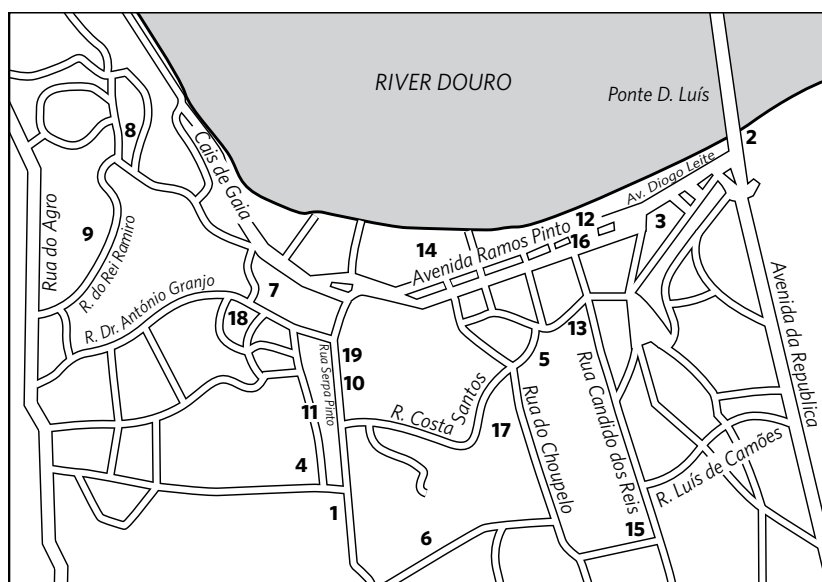 RIVER DOURO
Ponte D. Luís
2
8
Cais de Gaia
Av. Diogo Leite
12
3
Rua do Agro
9
R. do Rei Ramiro
14
Avenida Ramos Pinto
16
7
R. Dr. António Granjo
18
13
Avenida da Republica
19
Rua Serpa Pinto
10
5
11
R. Costa Santos
Rua Candido dos Reis
17
Rua do Choupelo
4
R. Luís de Camões
1
6
15